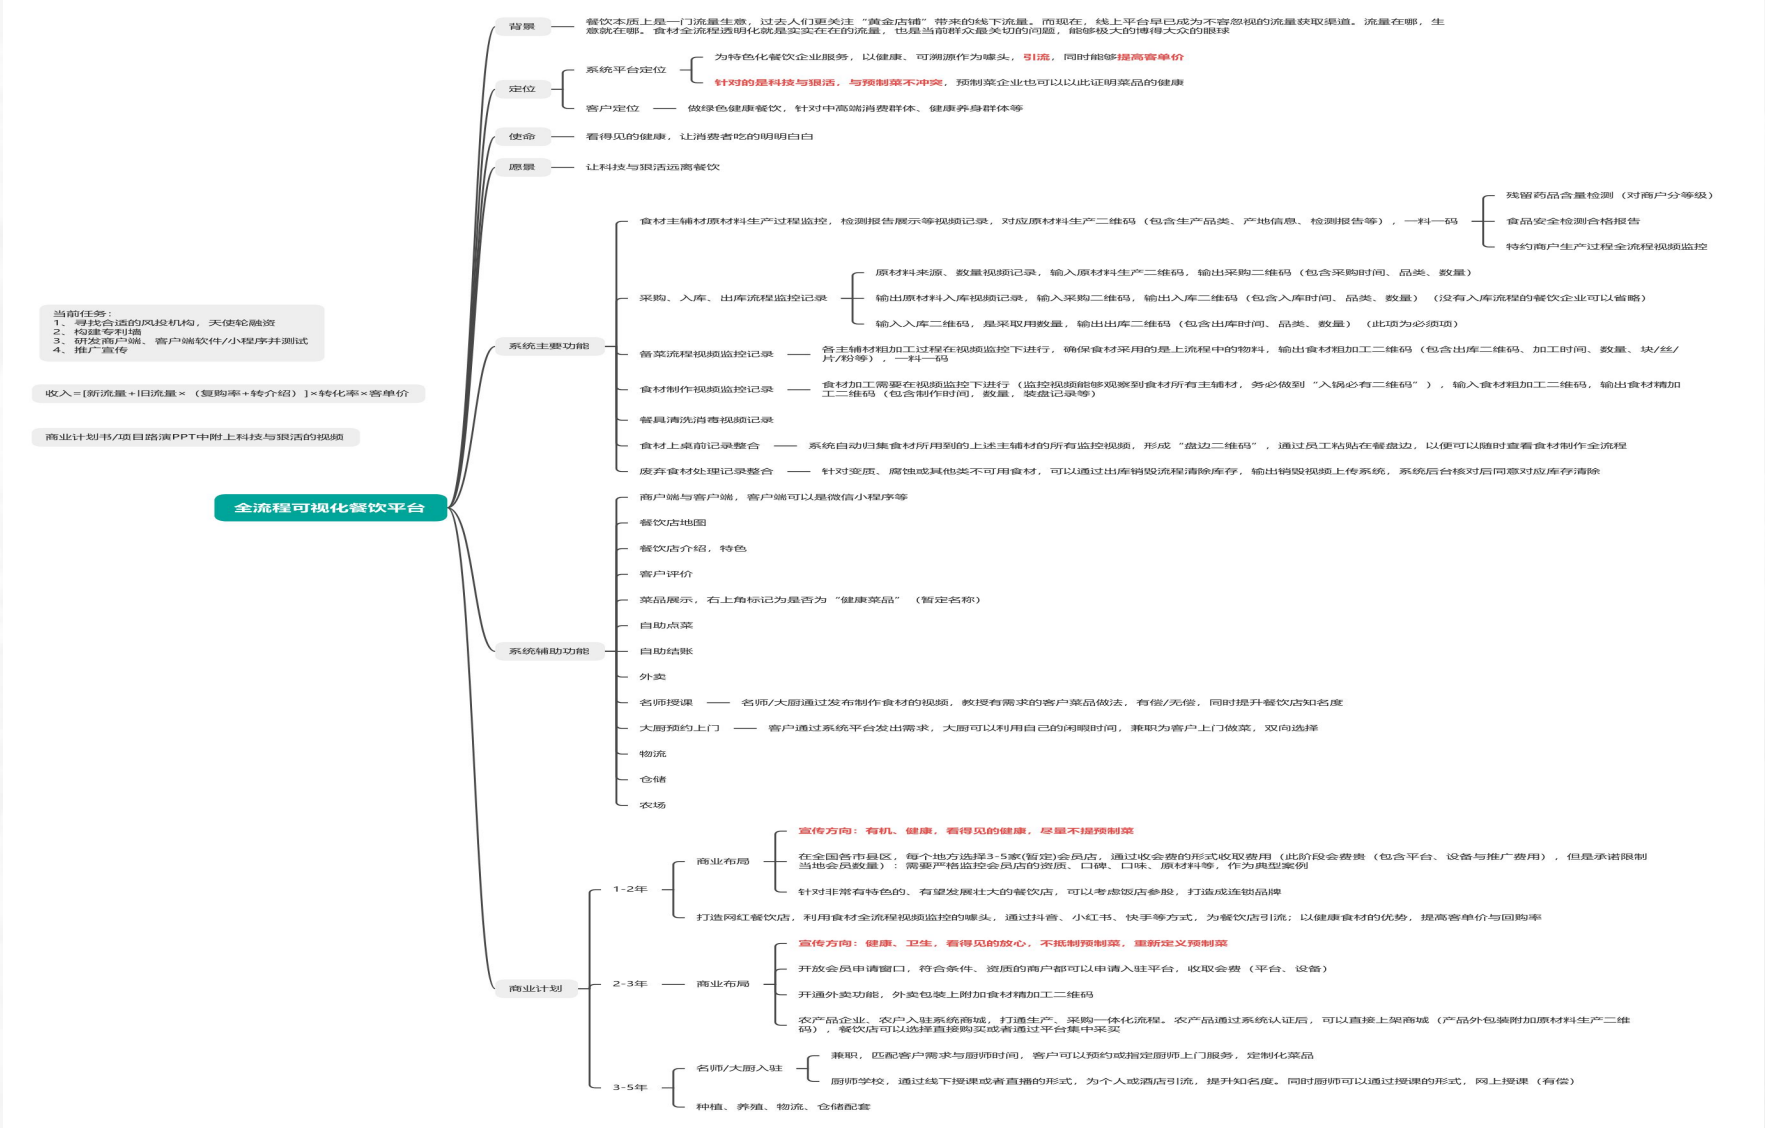 背景
餐饮本质上是一门流量生意，过去人们更关注“黄金店铺”带来的线下流量。而现在，线上平台早已成为不容忽视的流量获取渠道。流量在哪，生
意就在哪。食材全流程透明化就是实实在在的流量，也是当前群众最关切的问题，能够极大的博得大众的眼球
定位
系统平台定位
为特色化餐饮企业服务，以健康、可溯源作为噱头，引流，同时能够提高客单价
针对的是科技与狠活，与预制菜不冲突，预制菜企业也可以以此证明菜品的健康
客户定位
做绿色健康餐饮，针对中高端消费群体、健康养身群体等
使命
看得见的健康，让消费者吃的明明白白
愿景
让科技与狠活远离餐饮
当前任务：
1、寻找合适的风投机构，天使轮融资
2、构建专利墙
3、研发商户端、客户端软件/小程序并测试
4、推广宣传
收入=[新流量+旧流量×（复购率+转介绍）]×转化率×客单价
商业计划书/项目路演PPT中附上科技与狠活的视频
全流程可视化餐饮平台
系统主要功能
食材主辅材原材料生产过程监控，检测报告展示等视频记录，对应原材料生产二维码（包含生产品类、产地信息、检测报告等），一料一码
残留药品含量检测（对商户分等级）
食品安全检测合格报告
特约商户生产过程全流程视频监控
采购、入库、出库流程监控记录
原材料来源、数量视频记录，输入原材料生产二维码，输出采购二维码（包含采购时间、品类、数量）
输出原材料入库视频记录，输入采购二维码，输出入库二维码（包含入库时间、品类、数量）（没有入库流程的餐饮企业可以省略）
输入入库二维码，是采取用数量，输出出库二维码（包含出库时间、品类、数量）（此项为必须项）
备菜流程视频监控记录
各主辅材粗加工过程在视频监控下进行，确保食材采用的是上流程中的物料，输出食材粗加工二维码（包含出库二维码、加工时间、数量、块/丝/
片/粉等），一料一码
食材制作视频监控记录
食材加工需要在视频监控下进行（监控视频能够观察到食材所有主辅材，务必做到“入锅必有二维码”），输入食材粗加工二维码，输出食材精加
工二维码（包含制作时间，数量，装盘记录等）
餐具清洗消毒视频记录
食材上桌前记录整合
系统自动归集食材所用到的上述主辅材的所有监控视频，形成“盘边二维码”，通过员工粘贴在餐盘边，以便可以随时查看食材制作全流程
废弃食材处理记录整合
针对变质、腐蚀或其他类不可用食材，可以通过出库销毁流程清除库存，输出销毁视频上传系统，系统后台核对后同意对应库存清除
系统辅助功能
商户端与客户端，客户端可以是微信小程序等
餐饮店地图
餐饮店介绍，特色
客户评价
菜品展示，右上角标记为是否为“健康菜品”（暂定名称）
自助点菜
自助结账
外卖
名师授课
名师/大厨通过发布制作食材的视频，教授有需求的客户菜品做法，有偿/无偿，同时提升餐饮店知名度
大厨预约上门
客户通过系统平台发出需求，大厨可以利用自己的闲暇时间，兼职为客户上门做菜，双向选择
物流
仓储
农场
商业计划
1-2年
商业布局
宣传方向：有机、健康，看得见的健康，尽量不提预制菜
在全国各市县区，每个地方选择3-5家(暂定)会员店，通过收会费的形式收取费用（此阶段会费贵（包含平台、设备与推广费用），但是承诺限制
当地会员数量）；需要严格监控会员店的资质、口碑、口味、原材料等，作为典型案例
针对非常有特色的、有望发展壮大的餐饮店，可以考虑饭店参股，打造成连锁品牌
打造网红餐饮店，利用食材全流程视频监控的噱头，通过抖音、小红书、快手等方式，为餐饮店引流；以健康食材的优势，提高客单价与回购率
2-3年
商业布局
宣传方向：健康、卫生，看得见的放心，不抵制预制菜，重新定义预制菜
开放会员申请窗口，符合条件、资质的商户都可以申请入驻平台，收取会费（平台、设备）
开通外卖功能，外卖包装上附加食材精加工二维码
农产品企业、农户入驻系统商城，打通生产、采购一体化流程。农产品通过系统认证后，可以直接上架商城（产品外包装附加原材料生产二维
码），餐饮店可以选择直接购买或者通过平台集中采买
3-5年
名师/大厨入驻
兼职，匹配客户需求与厨师时间，客户可以预约或指定厨师上门服务，定制化菜品
厨师学校，通过线下授课或者直播的形式，为个人或酒店引流，提升知名度。同时厨师可以通过授课的形式，网上授课（有偿）
种植、养殖、物流、仓储配套